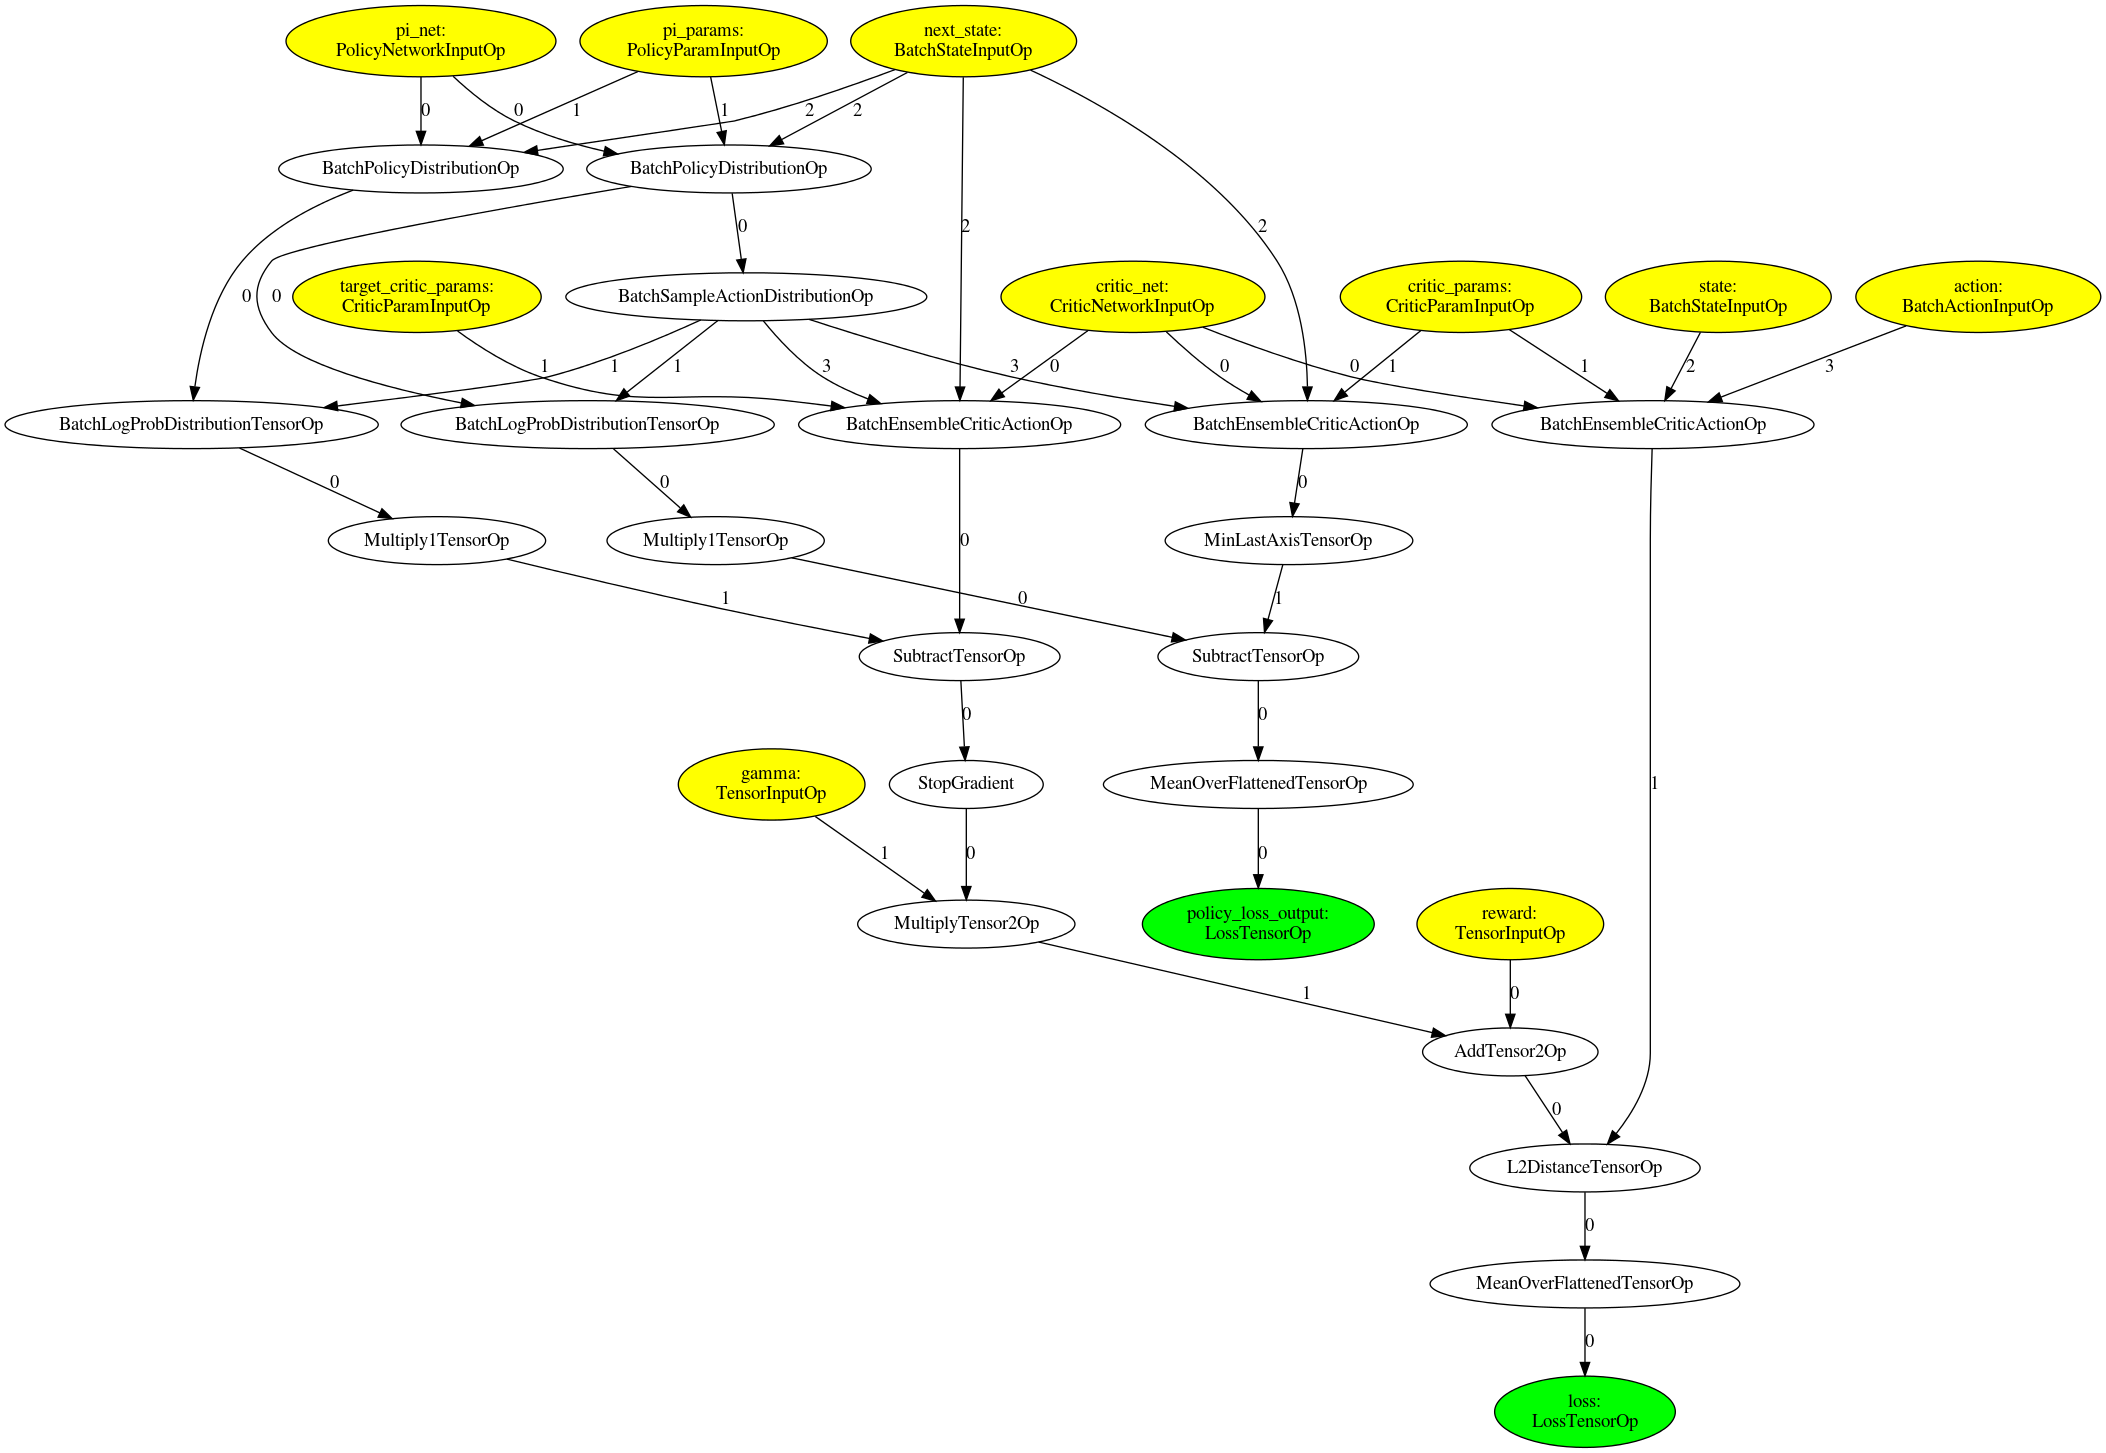 pi_net:
PolicyNetworkInputOp
pi_params:
PolicyParamInputOp
next_state:
BatchStateInputOp
0
0
1
1
2
2
BatchPolicyDistributionOp
BatchPolicyDistributionOp
0
2
2
0
0
target_critic_params:
CriticParamInputOp
BatchSampleActionDistributionOp
critic_net:
CriticNetworkInputOp
critic_params:
CriticParamInputOp
state:
BatchStateInputOp
action:
BatchActionInputOp
1
1
1
3
3
0
0
0
1
1
2
3
BatchLogProbDistributionTensorOp
BatchLogProbDistributionTensorOp
BatchEnsembleCriticActionOp
BatchEnsembleCriticActionOp
BatchEnsembleCriticActionOp
0
0
0
Multiply1TensorOp
Multiply1TensorOp
0
MinLastAxisTensorOp
1
0
1
SubtractTensorOp
SubtractTensorOp
0
0
gamma:
TensorInputOp
StopGradient
MeanOverFlattenedTensorOp
1
1
0
0
MultiplyTensor2Op
policy_loss_output:
LossTensorOp
reward:
TensorInputOp
1
0
AddTensor2Op
0
L2DistanceTensorOp
0
MeanOverFlattenedTensorOp
0
loss:
LossTensorOp